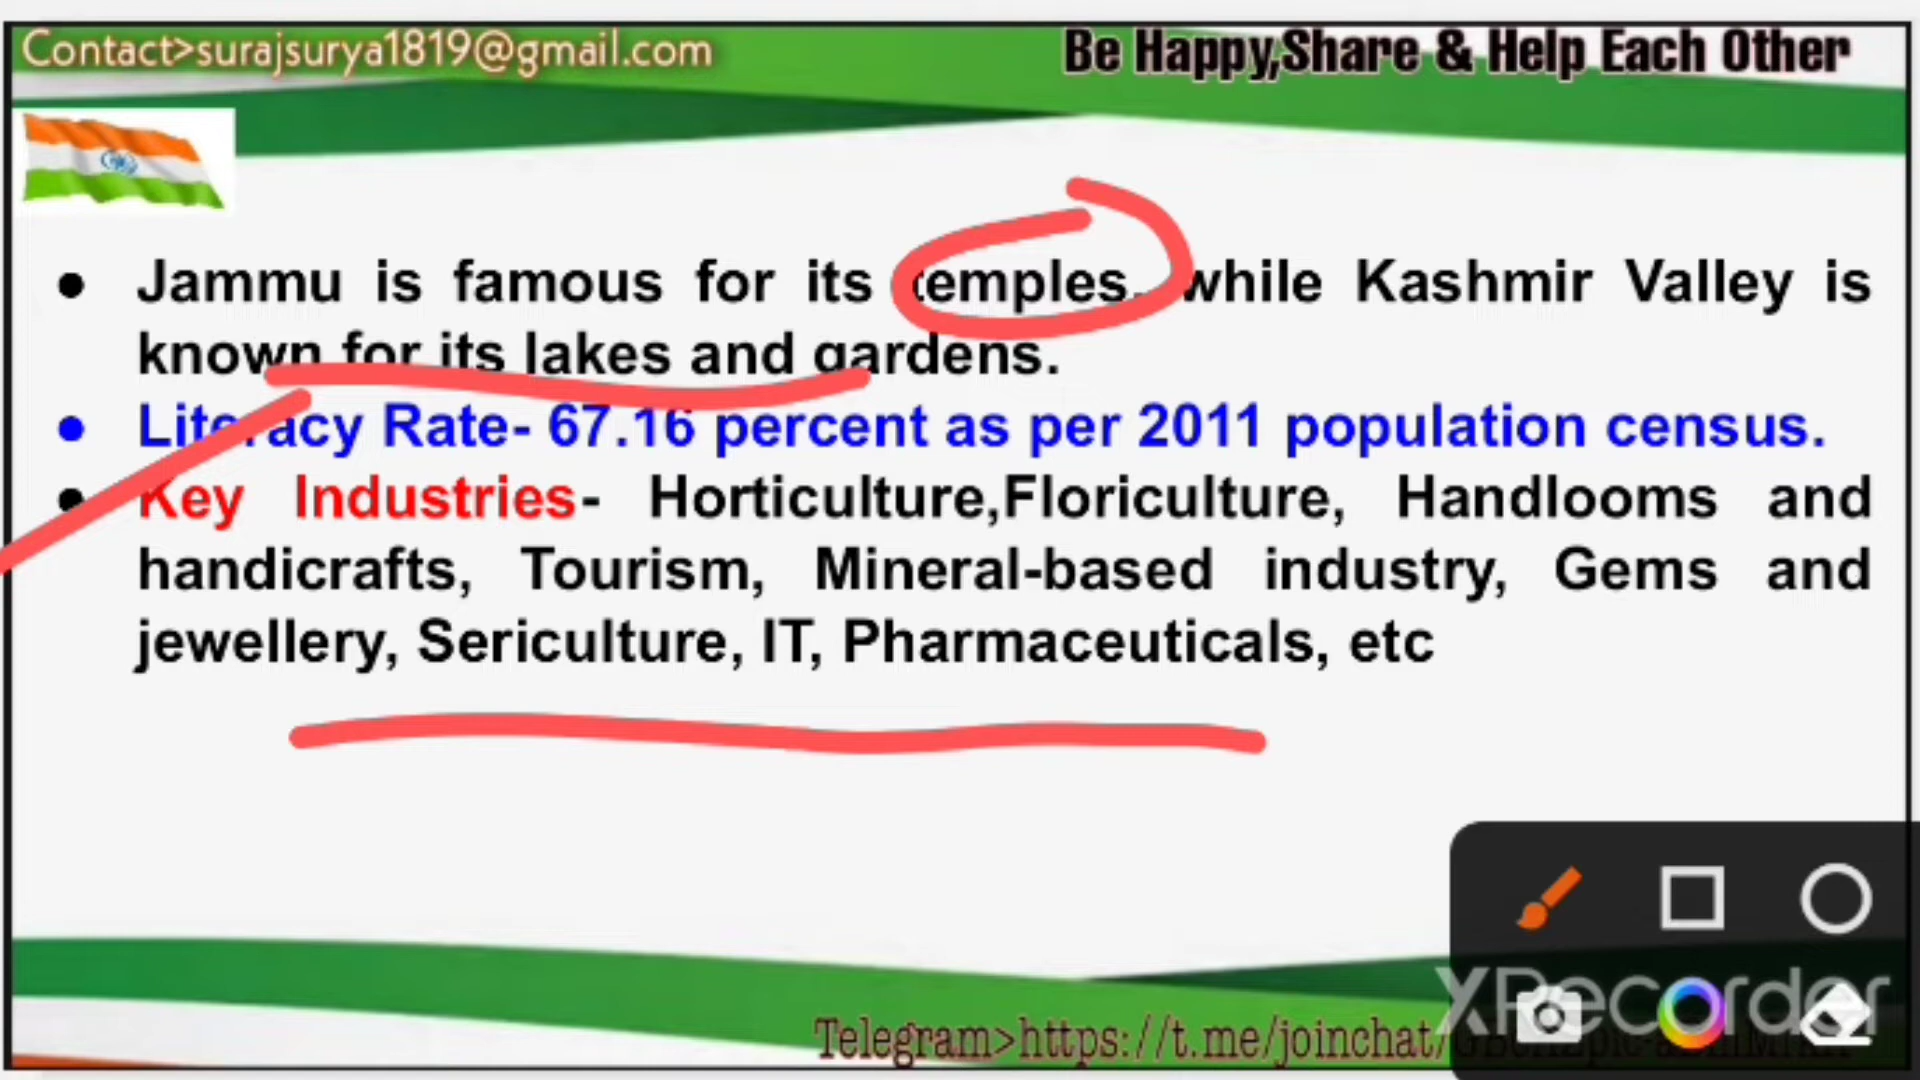 Contact>surajsurya1819@gmail.com
Be Happy,Share & Help Each Other
• Jammu is famous for its temples, while Kashmir Valley is
known for its lakes and gardens.
• Literacy Rate- 67.16 percent as per 2011 population census.
• Key Industries- Horticulture,Floriculture, Handlooms and
handicrafts, Tourism, Mineral-based industry, Gems and
jewellery, Sericulture, IT, Pharmaceuticals, etc
XRecorder
Telegram>https://t.me/joinchat/